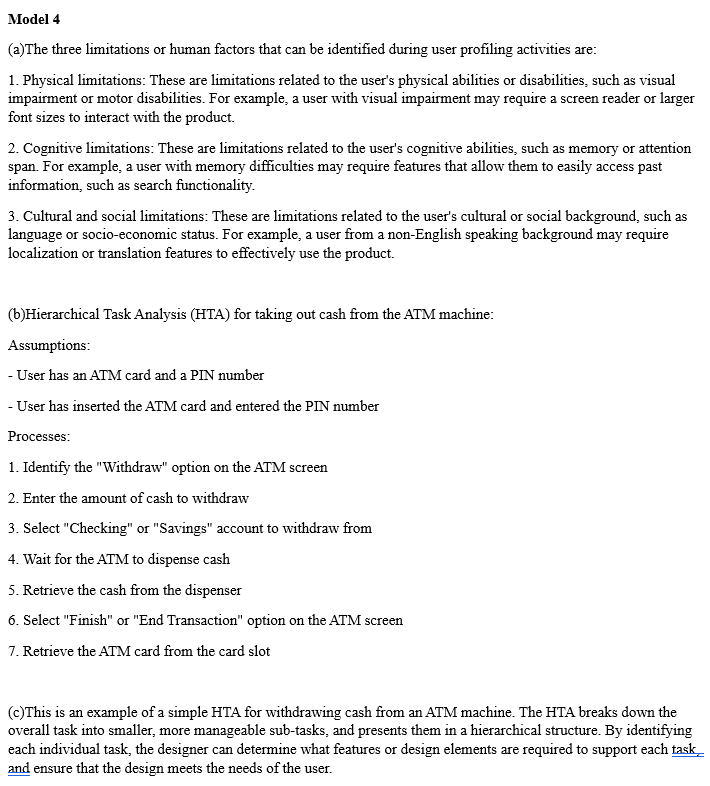 Model 4
(a)The three limitations or human factors that can be identified during user profiling activities are:
1. Physical limitations: These are limitations related to the user's physical abilities or disabilities, such as visual
impairment or motor disabilities. For example, a user with visual impairment may require a screen reader or larger
font sizes to interact with the product.
2. Cognitive limitations: These are limitations related to the user's cognitive abilities, such as memory or attention
span. For example, a user with memory difficulties may require features that allow them to easily access past
information, such as search functionality.
3. Cultural and social limitations: These are limitations related to the user's cultural or social background, such as
language or socio-economic status. For example, a user from a non-English speaking background may require
localization or translation features to effectively use the product.
(b)Hierarchical Task Analysis (HTA) for taking out cash from the ATM machine:
Assumptions:
- User has an ATM card and a PIN number
- User has inserted the ATM card and entered the PIN number
Processes:
1. Identify the "Withdraw" option on the ATM screen
2. Enter the amount of cash to withdraw
3. Select "Checking" or "Savings" account to withdraw from
4. Wait for the ATM to dispense cash
5. Retrieve the cash from the dispenser
6. Select "Finish" or "End Transaction" option on the ATM screen
7. Retrieve the ATM card from the card slot
(c)This is an example of a simple HTA for withdrawing cash from an ATM machine. The HTA breaks down the
overall task into smaller, more manageable sub-tasks, and presents them in a hierarchical structure. By identifying
each individual task, the designer can determine what features or design elements are required to support each task,
and ensure that the design meets the needs of the user.